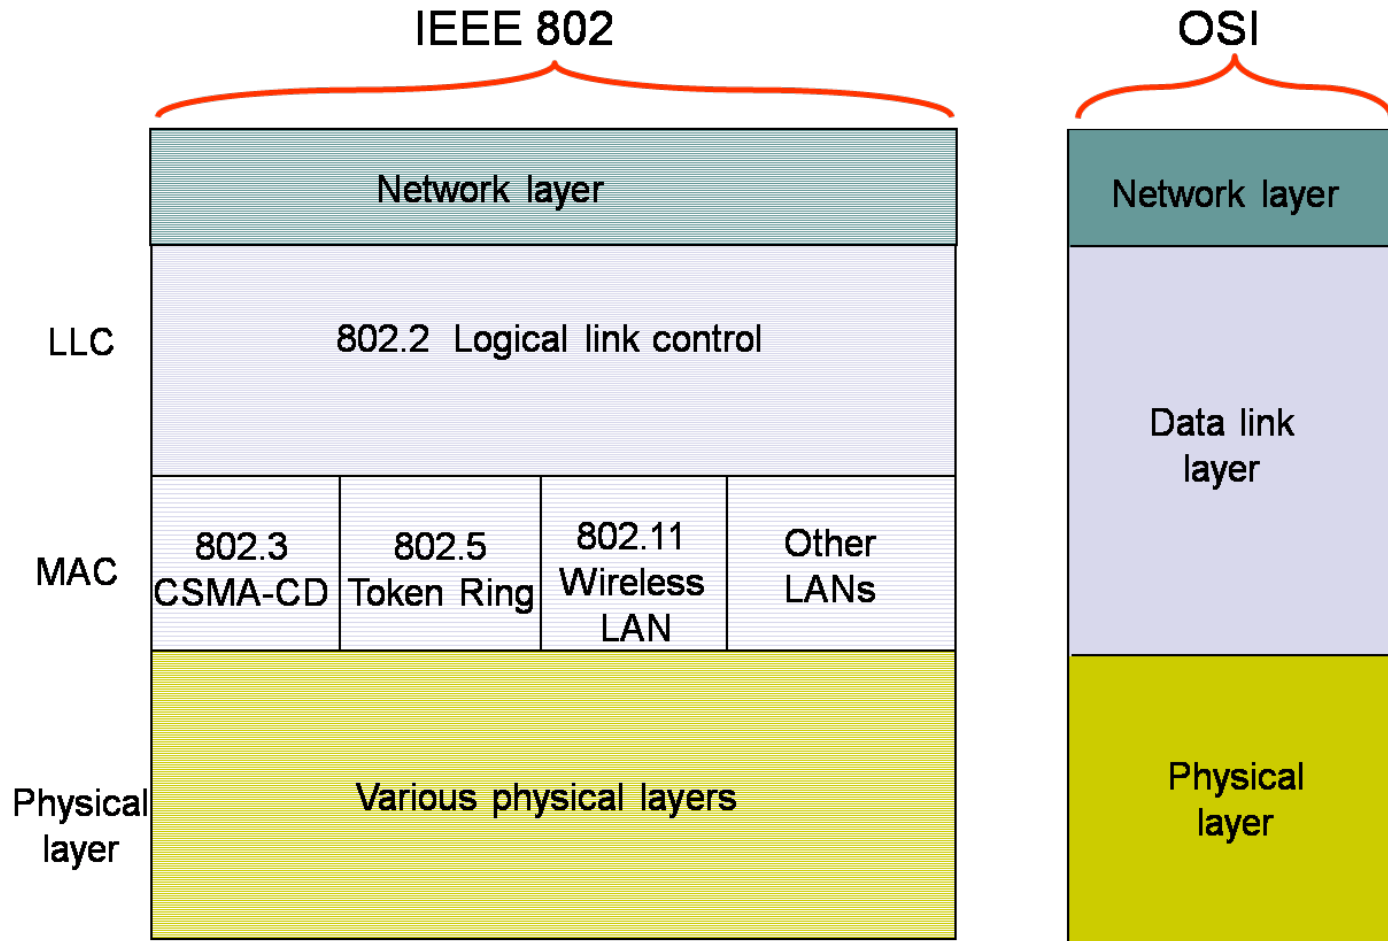 IEEE 802
OSI
Network layer
Network layer
LLC
802.2 Logical link control
Data link
layer
MAC
802.3
CSMA-CD
802.5
Token Ring
802.11
Wireless
LAN
Other
LANs
Physical
layer
Various physical layers
Physical
layer